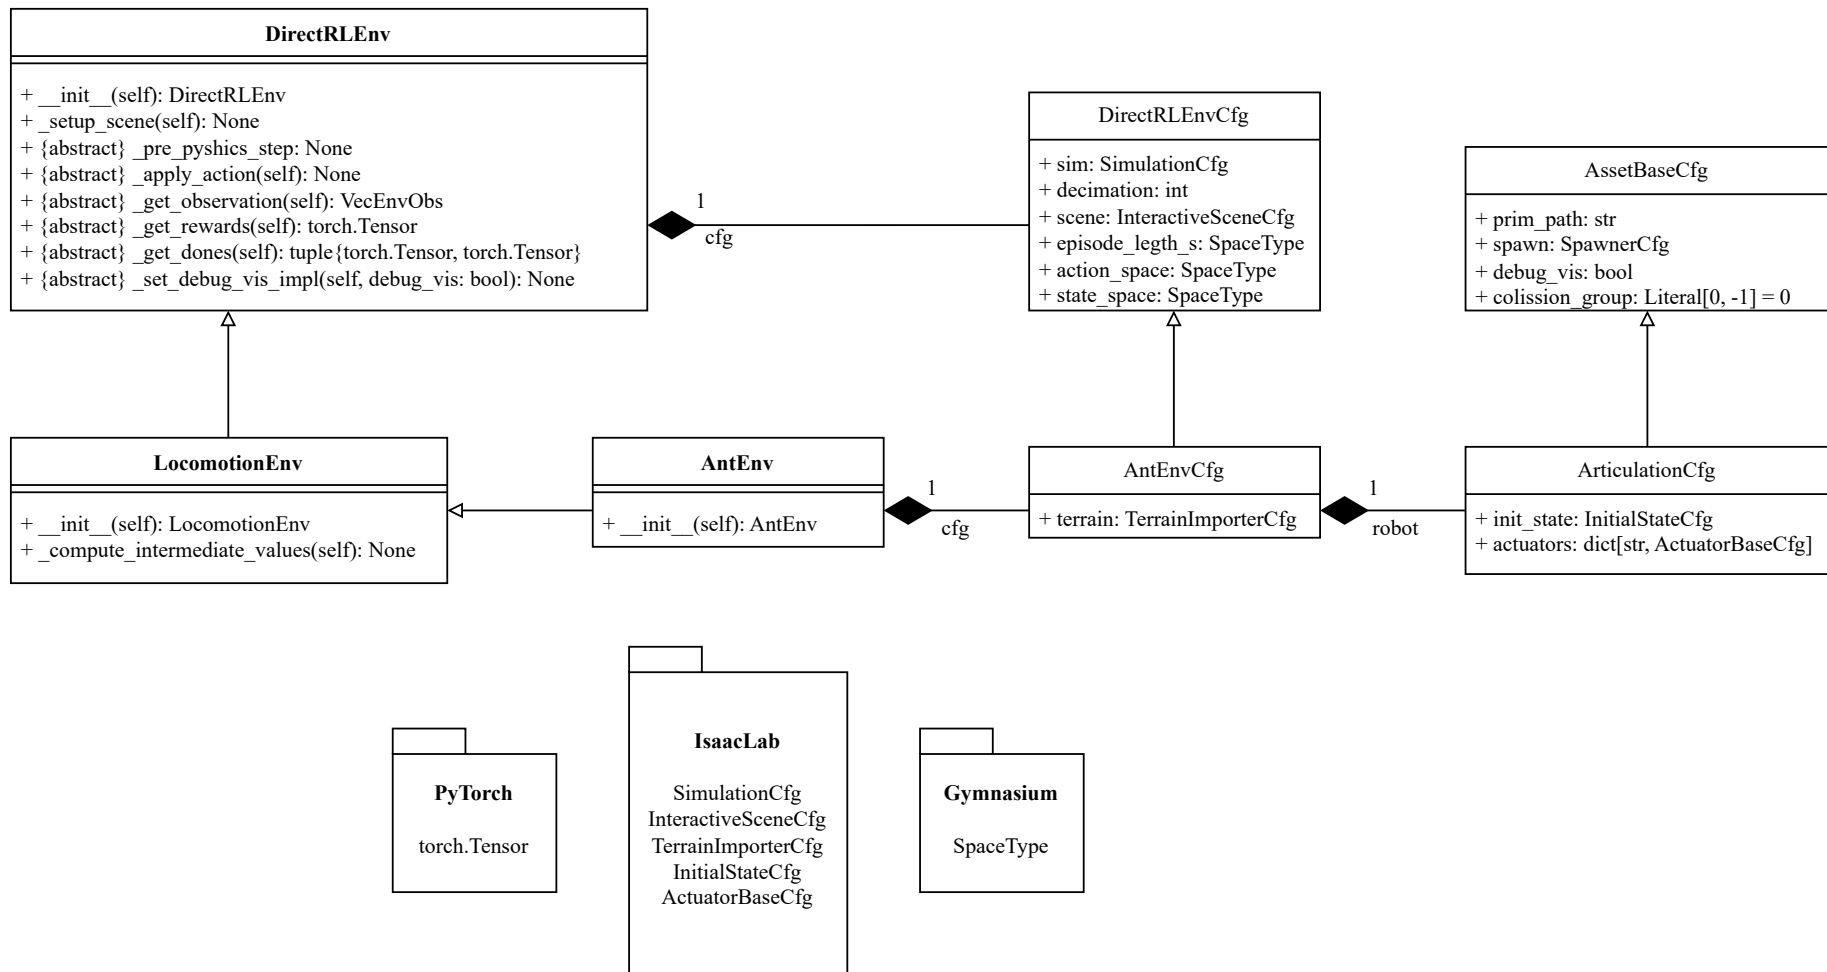 DirectRLEnv
+ __init__(self): DirectRLEnv
+ _setup_scene(self): None
+ {abstract} _pre_pyshics_step: None
+ {abstract} _apply_action(self): None
+ {abstract} _get_observation(self): VecEnvObs
+ {abstract} _get_rewards(self): torch.Tensor
+ {abstract} _get_dones(self): tuple{torch.Tensor, torch.Tensor}
+ {abstract} _set_debug_vis_impl(self, debug_vis: bool): None
1
cfg
DirectRLEnvCfg
+ sim: SimulationCfg
+ decimation: int
+ scene: InteractiveSceneCfg
+ episode_legth_s: SpaceType
+ action_space: SpaceType
+ state_space: SpaceType
AssetBaseCfg
+ prim_path: str
+ spawn: SpawnerCfg
+ debug_vis: bool
+ colission_group: Literal[0, -1] = 0
LocomotionEnv
+ __init__(self): LocomotionEnv
+ _compute_intermediate_values(self): None
AntEnv
+ __init__(self): AntEnv
1
cfg
AntEnvCfg
+ terrain: TerrainImporterCfg
1
robot
ArticulationCfg
+ init_state: InitialStateCfg
+ actuators: dict[str, ActuatorBaseCfg]
PyTorch
torch.Tensor
IsaacLab
SimulationCfg
InteractiveSceneCfg
TerrainImporterCfg
InitialStateCfg
ActuatorBaseCfg
Gymnasium
SpaceType